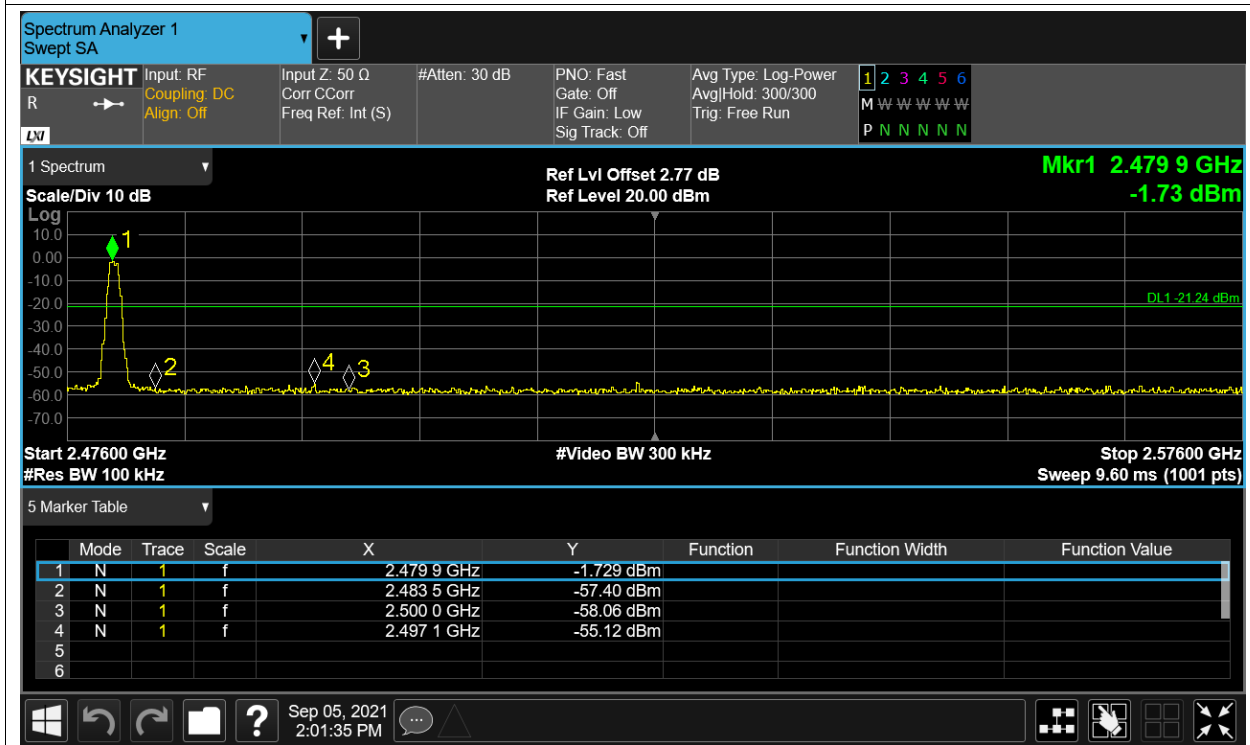 Spectrum Analyzer 1
Swept SA
+
KEYSIGHT Input: RF Input Z: 50 Ω #Atten: 30 dB PNO: Fast Avg Type: Log-Power 1 2 3 4 5 6
R Coupling: DC Corr CCorr Gate: Off Avg|Hold: 300/300 M W W W W W
Align: Off Freq Ref: Int (S) IF Gain: Low Trig: Free Run
LXI Sig Track: Off P N N N N N
1 Spectrum Ref Lvl Offset 2.77 dB Mkr1 2.479 9 GHz
Scale/Div 10 dB Ref Level 20.00 dBm -1.73 dBm
Log
10.0
1
0.00
-10.0
-20.0 DL1 -21.24 dBm
-30.0
-40.0
2 4 3
-50.0
-60.0
-70.0
Start 2.47600 GHz #Video BW 300 kHz Stop 2.57600 GHz
#Res BW 100 kHz Sweep 9.60 ms (1001 pts)
5 Marker Table
Mode Trace Scale X Y Function Function Width Function Value
1 N 1 f 2.479 9 GHz -1.729 dBm
2 N 1 f 2.483 5 GHz -57.40 dBm
3 N 1 f 2.500 0 GHz -58.06 dBm
4 N 1 f 2.497 1 GHz -55.12 dBm
5
6
? Sep 05, 2021
2:01:35 PM